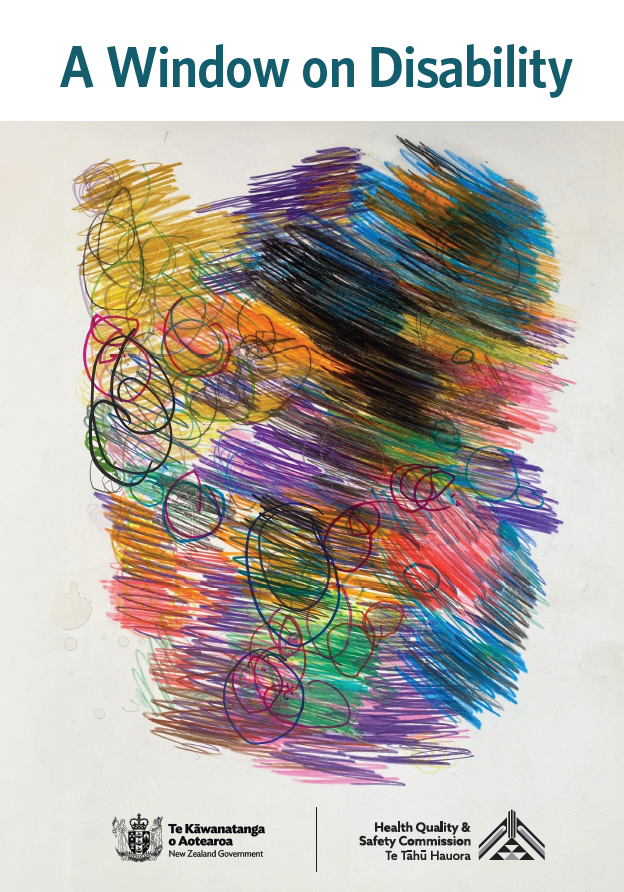 A Window on Disability
Te Kāwanatanga
o Aotearoa
New Zealand Government
Health Quality &
Safety Commission
Te Tāhū Hauora